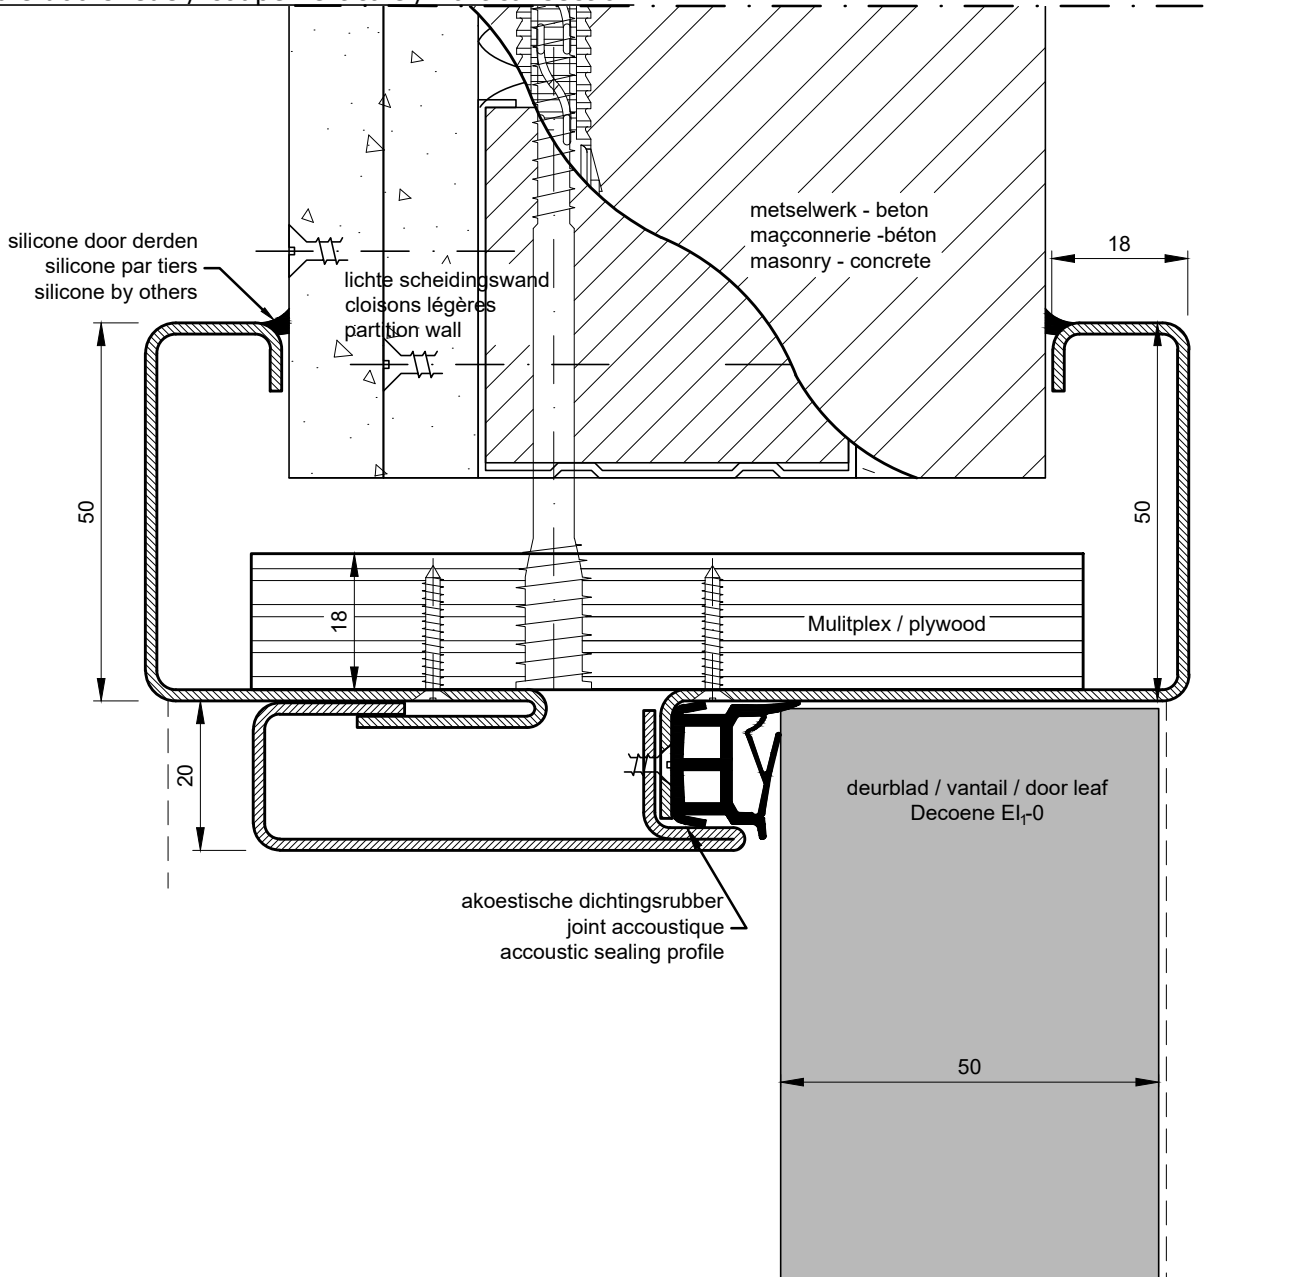 metselwerk - beton
maçconnerie -béton
masonry - concrete
silicone door derden
silicone par tiers
silicone by others
18
lichte scheidingswand
cloisons légères
partition wall
50
50
18
Mulitplex / plywood
20
deurblad / vantail / door leaf
Decoene EI1-0
akoestische dichtingsrubber
joint accoustique
accoustic sealing profile
50